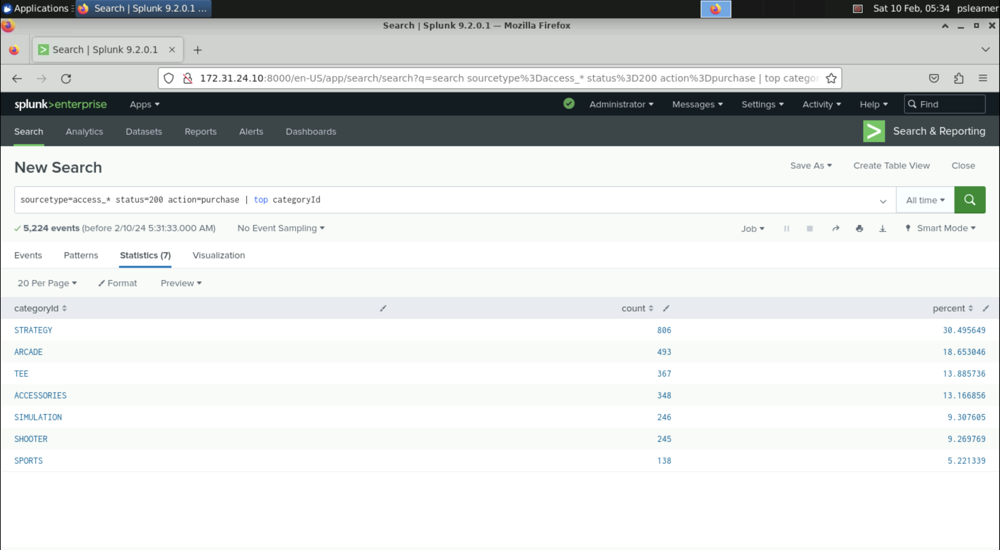 Applications Search | Splunk 9.2.0.1 ... Sat 10 Feb, 05:34 pslearner
Search | Splunk 9.2.0.1 — Mozilla Firefox
Search | Splunk 9.2.0.1
172.31.24.10:8000/en-US/app/search/search?q=search sourcetype%3Daccess_* status%3D200 action%3Dpurchase | top categor
splunk>enterprise Apps Administrator Messages Settings Activity Help Find
Search Analytics Datasets Reports Alerts Dashboards Search & Reporting
New Search Save As Create Table View Close
sourcetype=access_* status=200 action=purchase | top categoryId All time
5,224 events (before 2/10/24 5:31:33.000 AM) No Event Sampling Job Smart Mode
Events Patterns Statistics (7) Visualization
20 Per Page Format Preview
categoryId count percent
STRATEGY 806 30.495649
ARCADE 493 18.653046
TEE 367 13.885736
ACCESSORIES 348 13.166856
SIMULATION 246 9.307605
SHOOTER 245 9.269769
SPORTS 138 5.221339